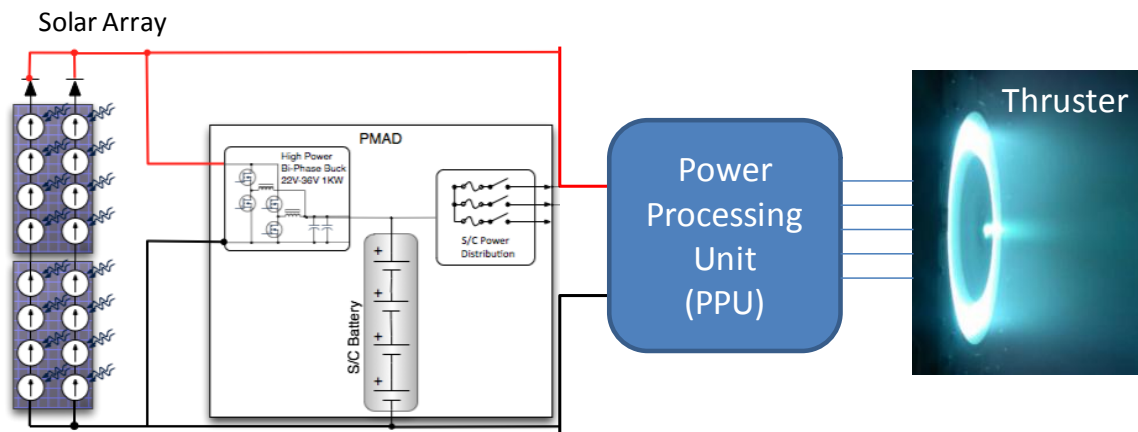 Solar Array
PMAD
High Power
Bi-Phase Buck
22V-36V 1KW
S/C Power
Distribution
S/C Battery
+
+
+
+
Power
Processing
Unit
(PPU)
Thruster